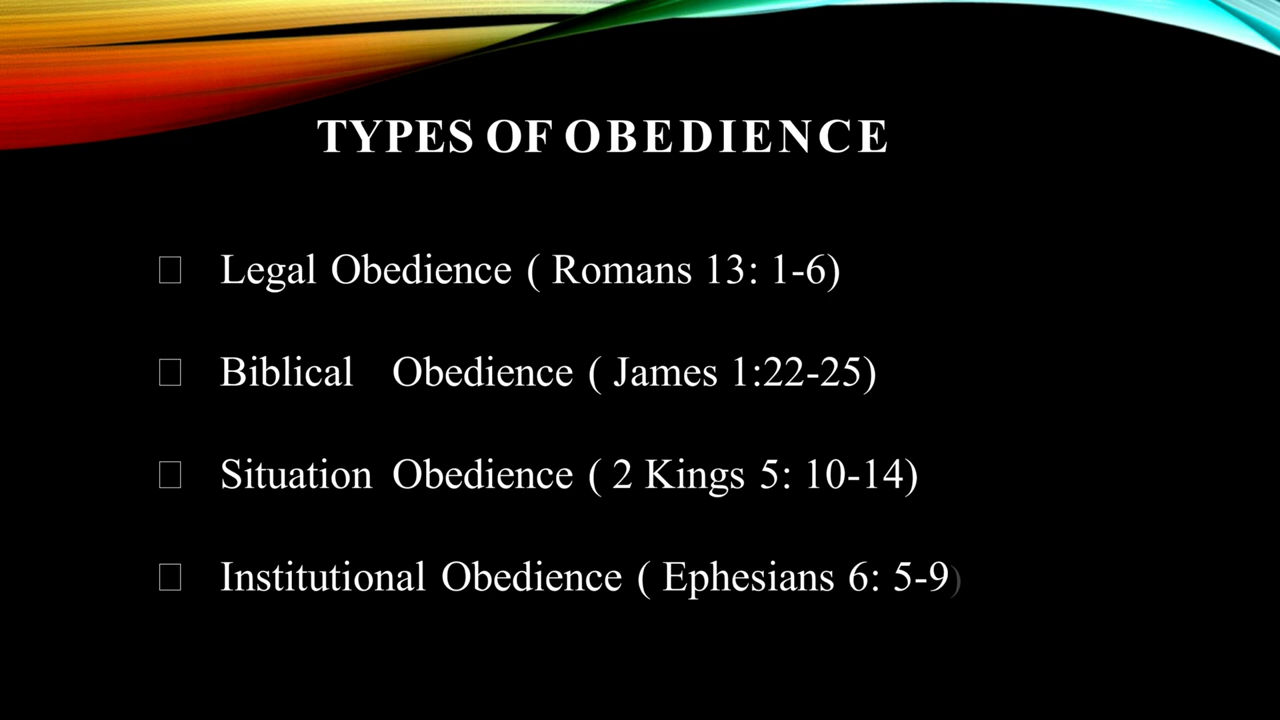 TYPES OF OBEDIENCE
□ Legal Obedience ( Romans 13: 1-6)
□ Biblical Obedience ( James 1:22-25)
□ Situation Obedience ( 2 Kings 5: 10-14)
□ Institutional Obedience ( Ephesians 6: 5-9)